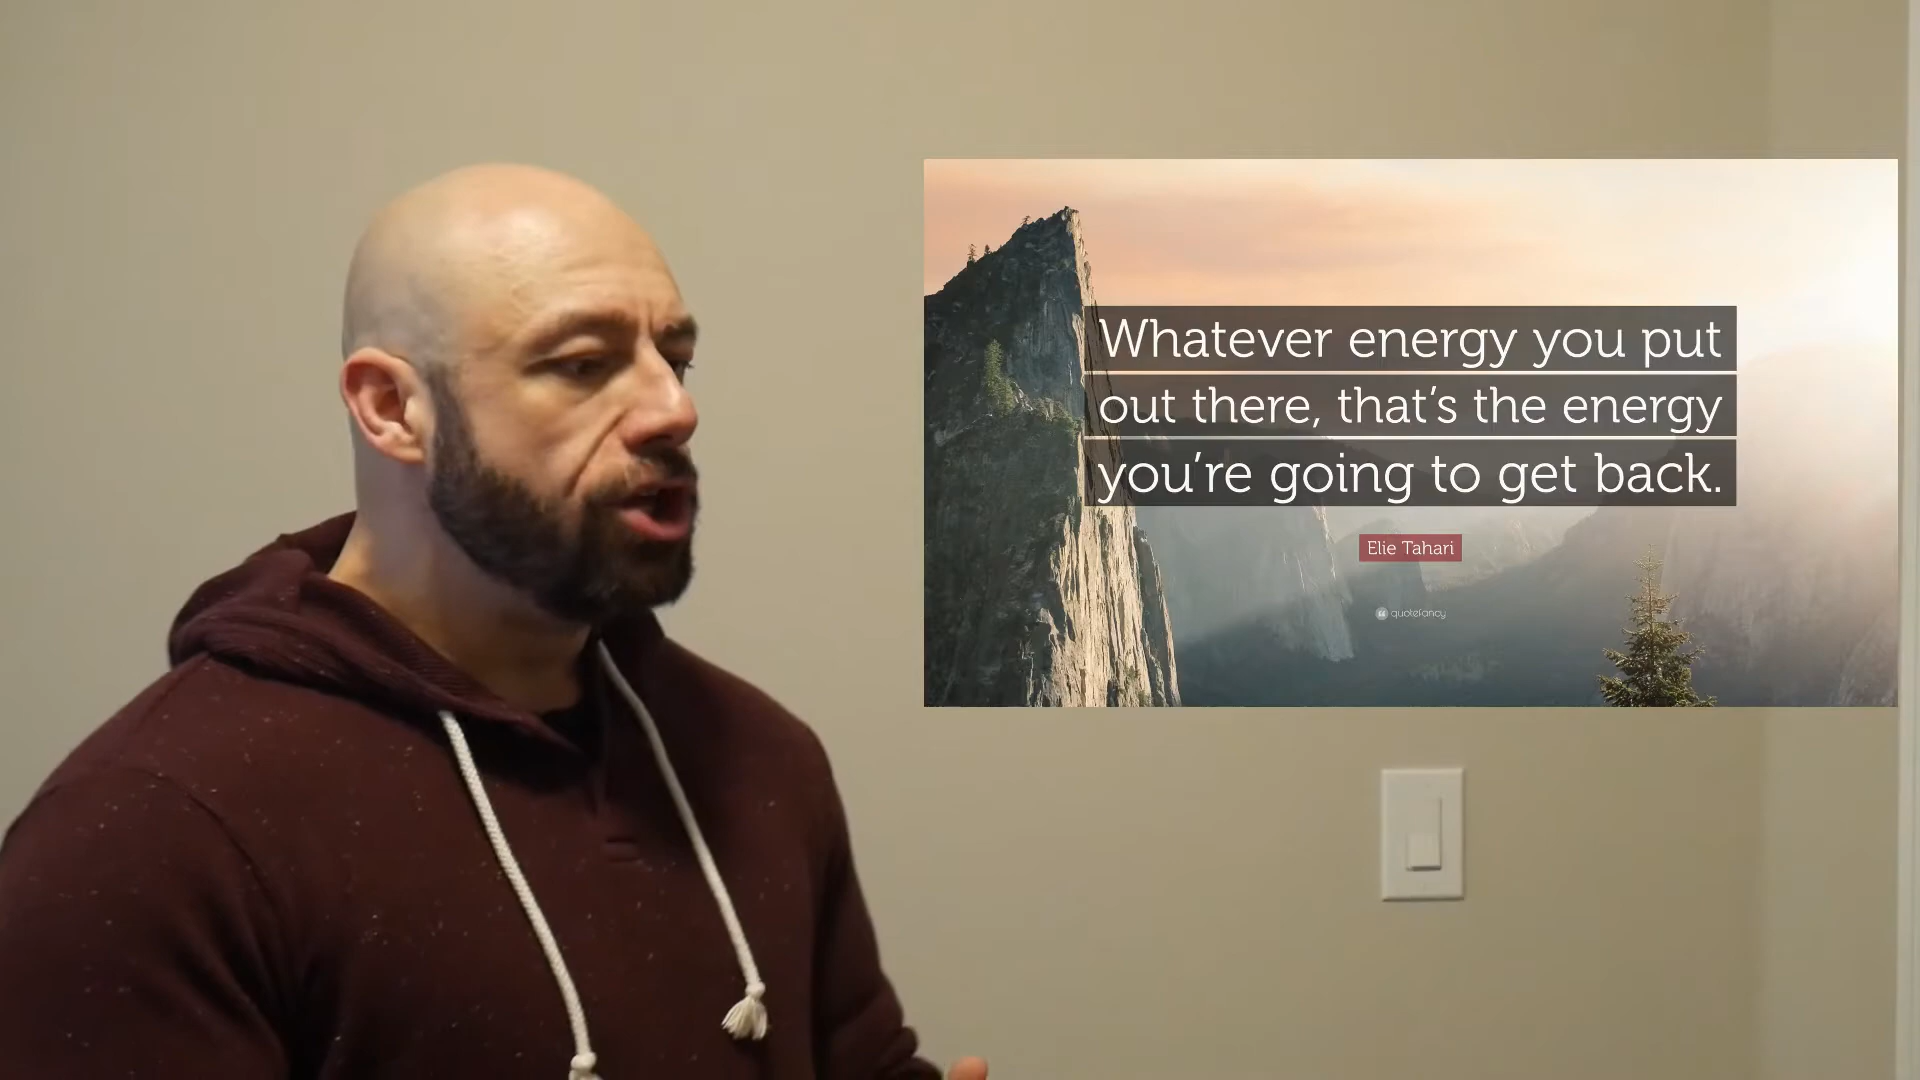 Whatever energy you put
out there, that’s the energy
you’re going to get back.
Elie Tahari
quotefancy